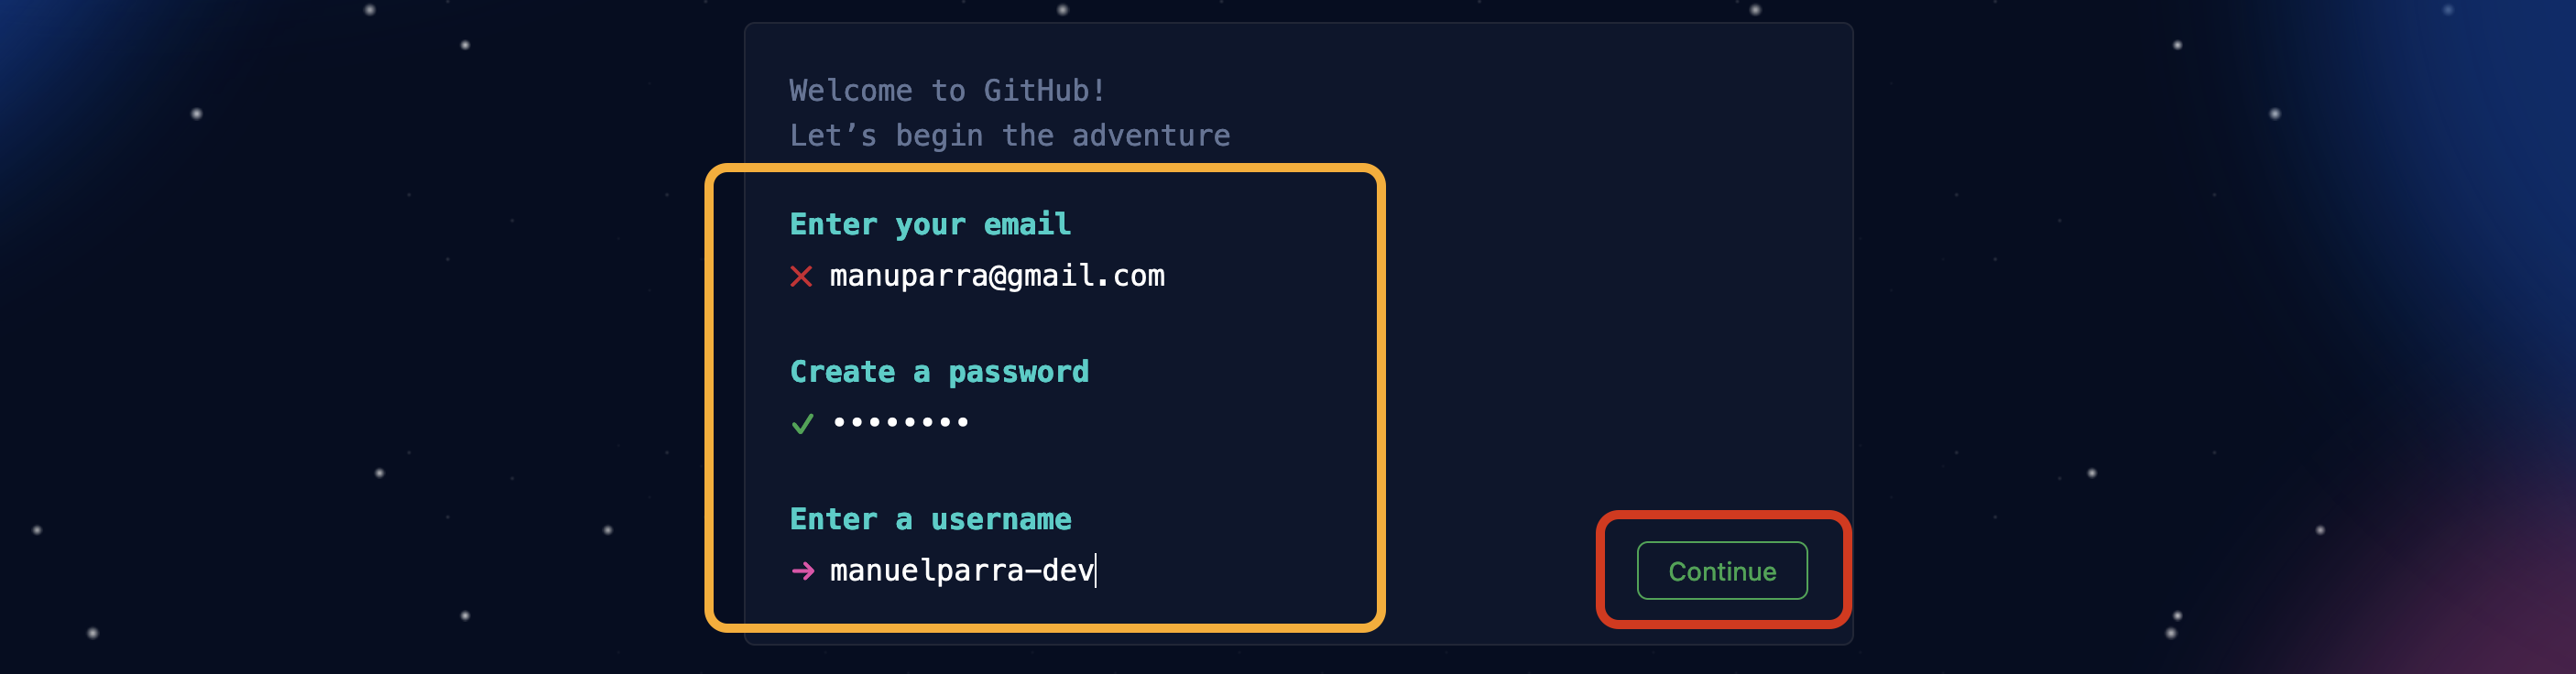 Welcome to GitHub!
Let’s begin the adventure
Enter your email
manuparra@gmail.com
Create a password
••••••••
Enter a username
manuelparra-dev
Continue